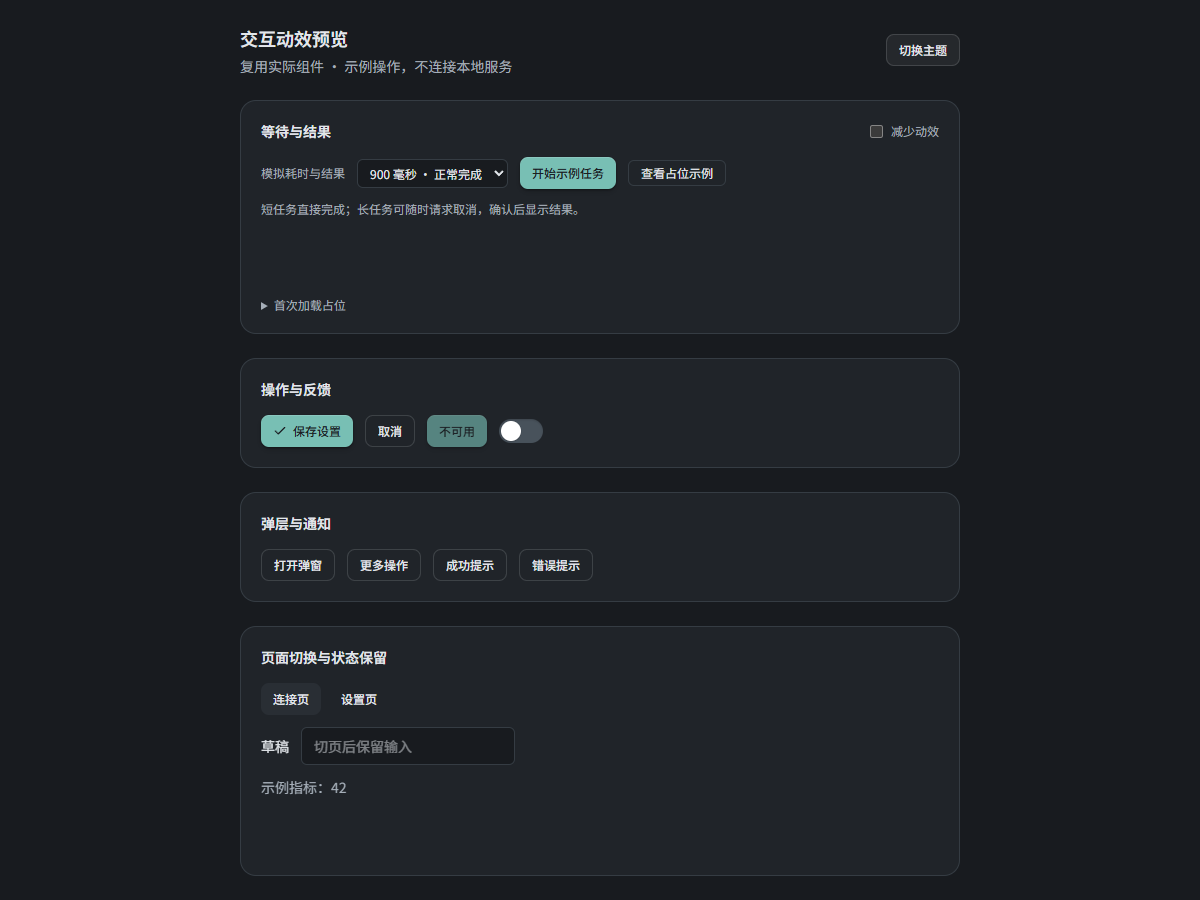 交互动效预览
复用实际组件 · 示例操作，不连接本地服务
切换主题
等待与结果
减少动效
模拟耗时与结果
900 毫秒 · 正常完成
开始示例任务
查看占位示例
短任务直接完成；长任务可随时请求取消，确认后显示结果。
首次加载占位
操作与反馈
保存设置
取消
不可用
弹层与通知
打开弹窗
更多操作
成功提示
错误提示
页面切换与状态保留
连接页
设置页
草稿
切页后保留输入
示例指标：42